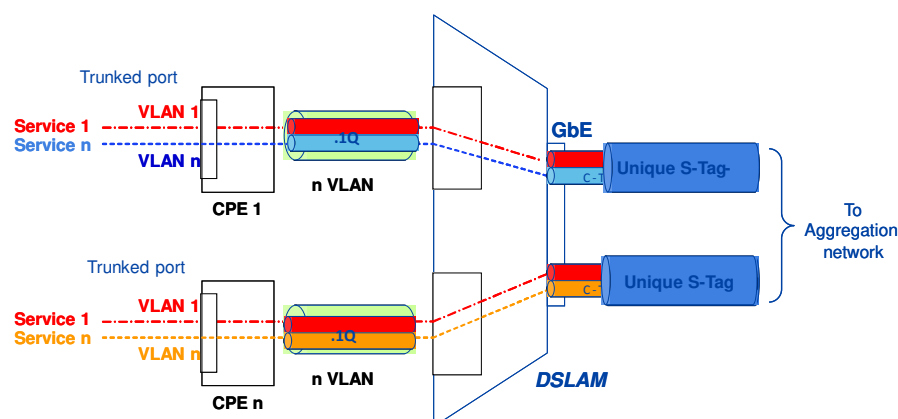 Trunked port
VLAN 1
Service 1
Service n
VLAN n
CPE 1
.1Q
n VLAN
GbE
C-T
Unique S-Tag-
To
Aggregation
network
Trunked port
VLAN 1
Service 1
Service n
VLAN n
CPE n
.1Q
n VLAN
C-T
Unique S-Tag
DSLAM